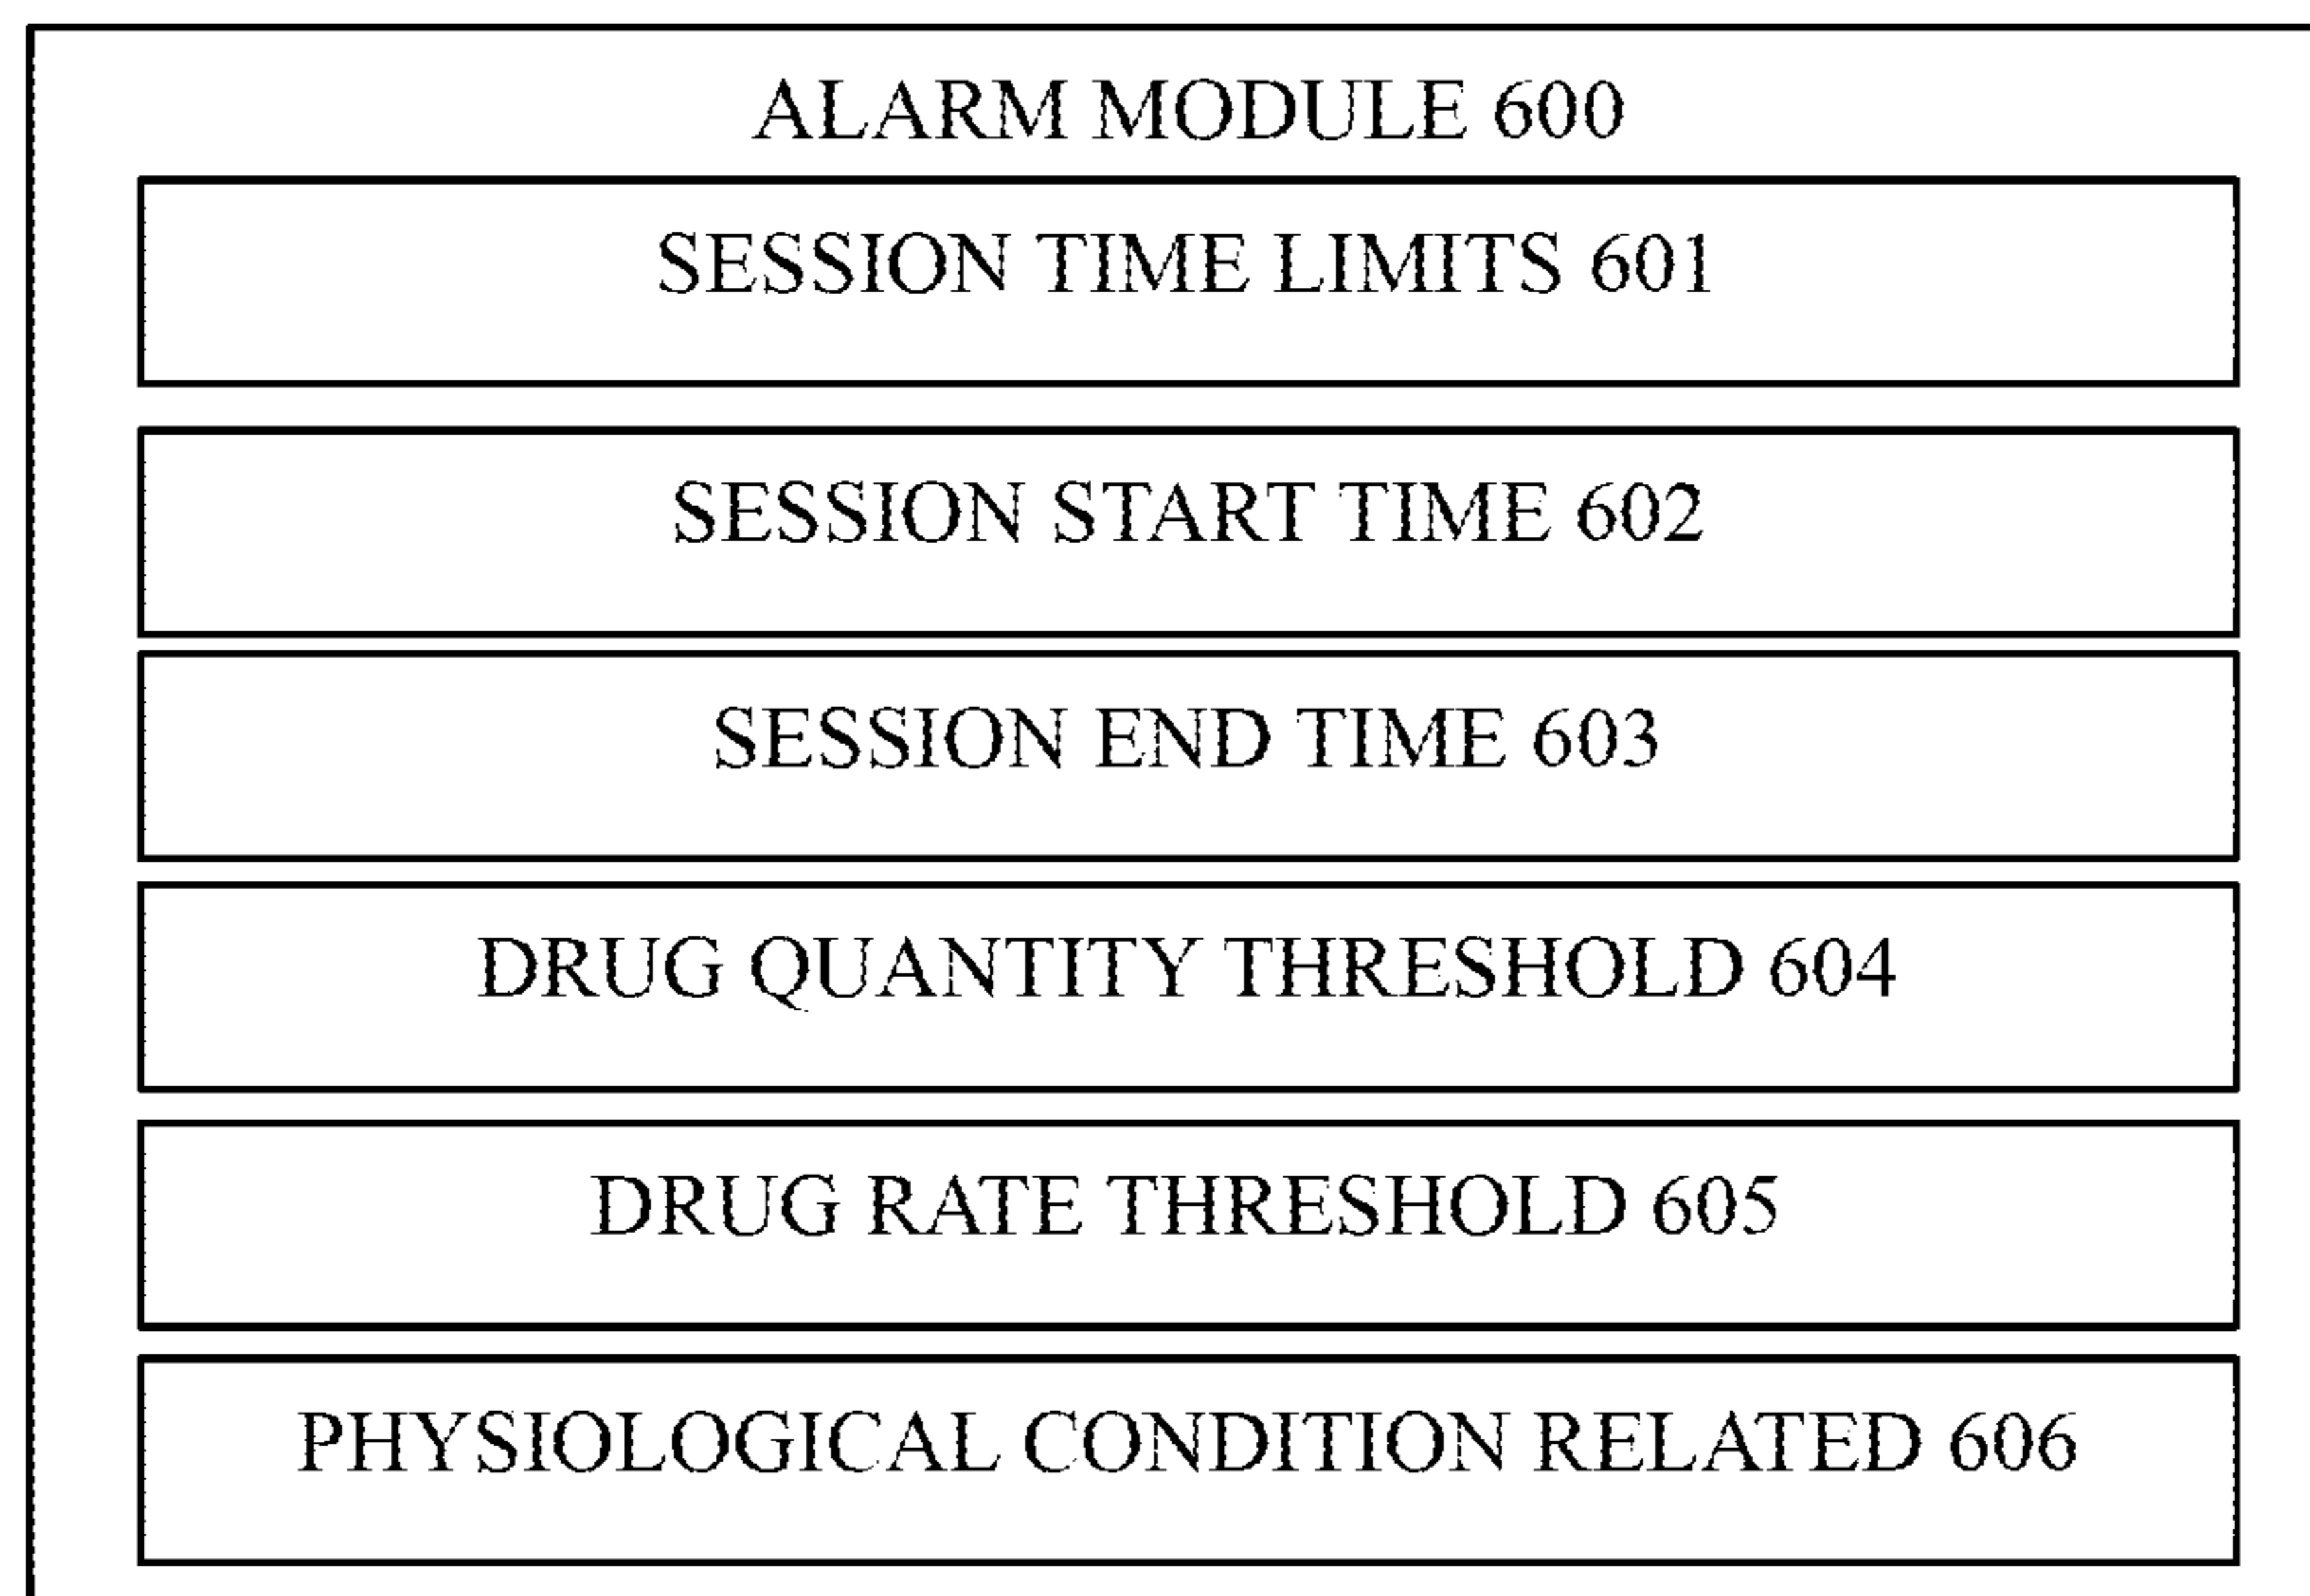 ALARM MODULE 600
SESSION TIME LIMITS 601
SESSION START TIME 602
SESSION END TIME 603
DRUG QUANTITY THRESHOLD 604
DRUG RATE THRESHOLD 605
PHYSIOLOGICAL CONDITION RELATED 606